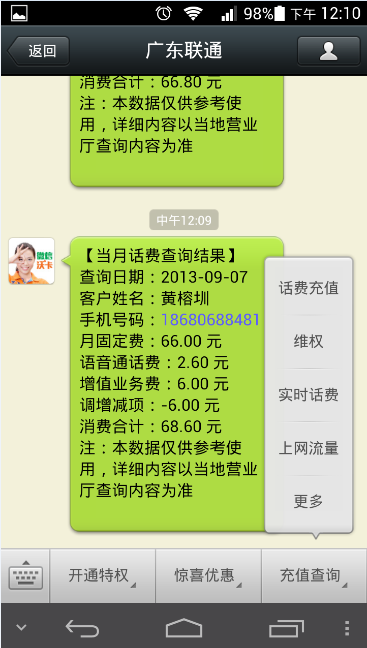 98% 下午 12:10
返回
广东联通
消费合计：66.80 元
注：本数据仅供参考使
用，详细内容以当地营业
厅查询内容为准
中午12:09
微信
沃卡
【当月话费查询结果】
查询日期：2013-09-07
客户姓名：黄榕圳
手机号码：18680688481
月固定费：66.00 元
语音通话费：2.60 元
增值业务费：6.00 元
调增减项：-6.00 元
消费合计：68.60 元
注：本数据仅供参考使
用，详细内容以当地营业
厅查询内容为准
话费充值
维权
实时话费
上网流量
更多
开通特权
惊喜优惠
充值查询